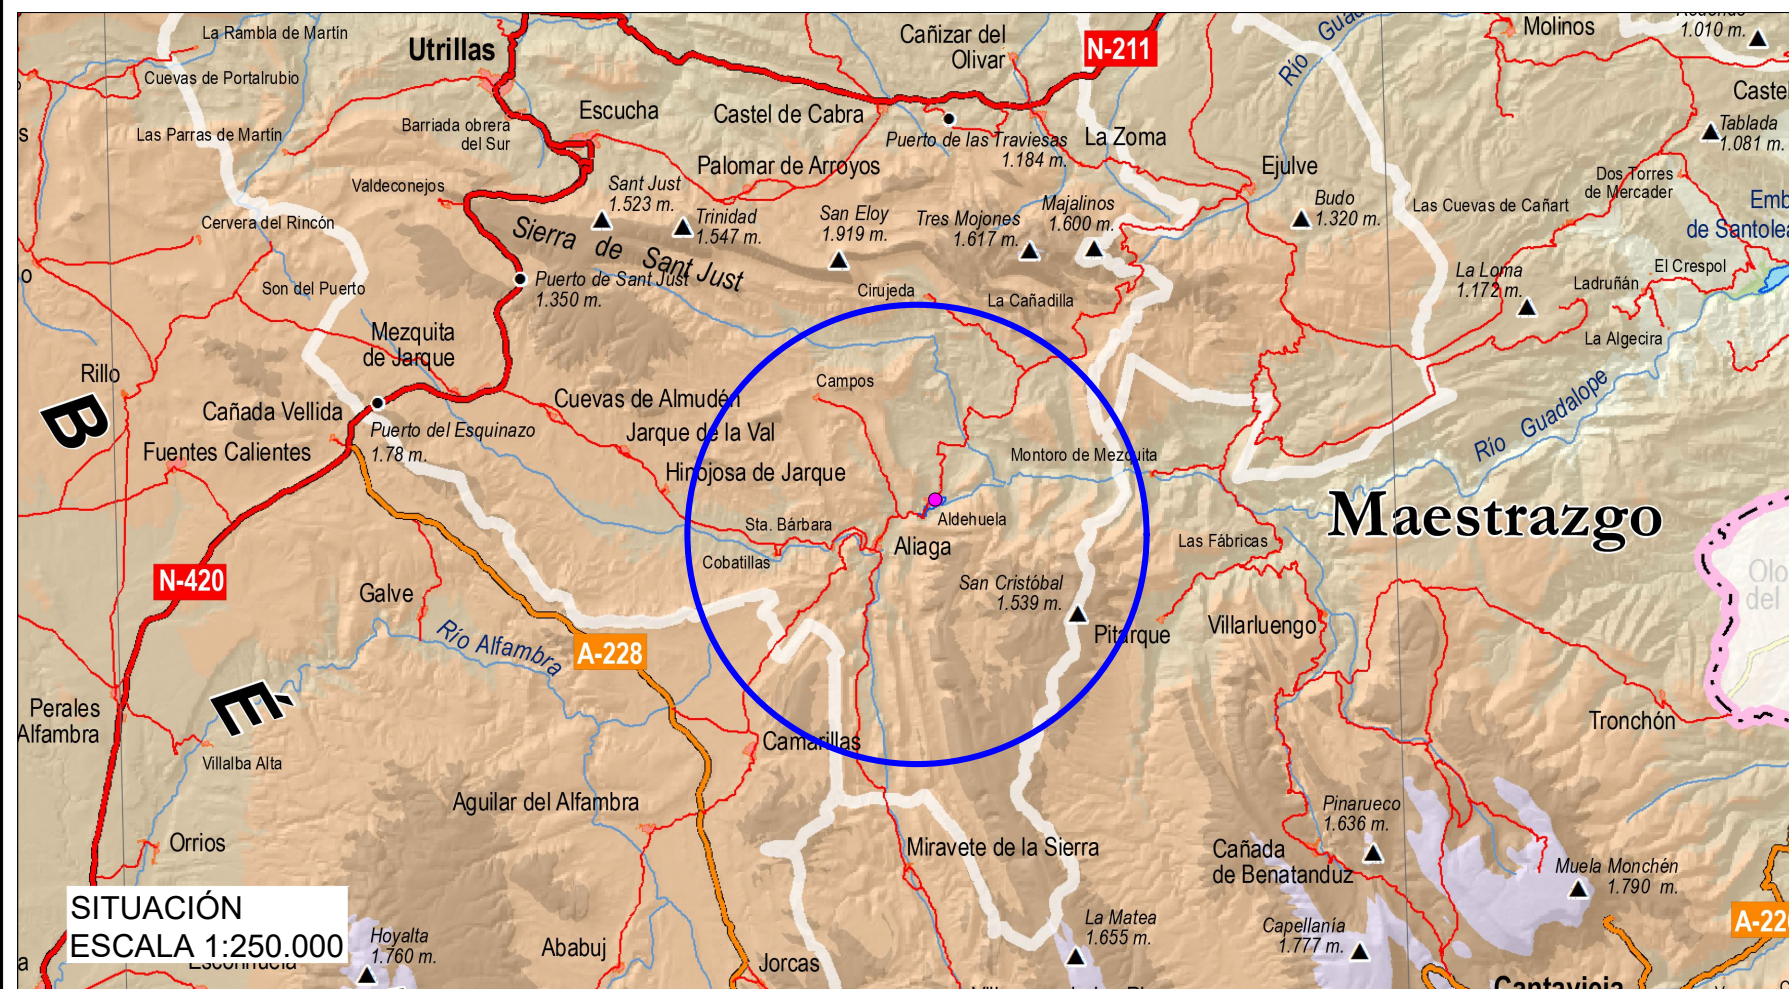 La Rambla de Martín
Utrillas
Cuevas de Portalrubio
Cañizar del
Olivar
N-211
Río
Molinos
1.010 m.
Castel
Escucha
Castel de Cabra
Barriada obrera
del Sur
Las Parras de Martín
Puerto de las Traviesas
1.184 m.
La Zoma
Tablada
1.081 m.
Palomar de Arroyos
Ejulve
Dos Torres
de Mercader
Valdeconejos
Sant Just
1.523 m.
Trinidad
1.547 m.
San Eloy
1.919 m.
Tres Mojones
1.617 m.
Majalinos
1.600 m.
Budo
1.320 m.
Las Cuevas de Cañart
Emb
de Santolea
Cervera del Rincón
Sierra de Sant Just
Puerto de Sant Just
1.350 m.
Son del Puerto
Cirujeda
La Cañadilla
La Loma
1.172 m.
Ladruñán
El Crespol
La Algecira
Mezquita
de Jarque
Rillo
Campos
Cuevas de Almudén
Cañada Vellida
B
Puerto del Esquinazo
1.78 m.
Jarque de la Val
Río Guadalope
Fuentes Calientes
Hinojosa de Jarque
Montoro de Mezquita
Maestrazgo
Sta. Bárbara
Aldehuela
Aliaga
Las Fábricas
Cobatillas
N-420
Galve
San Cristóbal
1.539 m.
Olo
del
Río Alfambra
A-228
Pitarque
Villarluengo
É
Perales
Alfambra
Tronchón
Camarillas
Villalba Alta
Aguilar del Alfambra
Pinarueco
1.636 m.
Orrios
Miravete de la Sierra
Cañada
de Benatanduz
Muela Monchén
1.790 m.
SITUACIÓN
ESCALA 1:250.000
La Matea
1.655 m.
Capellanía
1.777 m.
A-22
Hoyalta
1.760 m.
Ababuj
Jorcas
Cantavieja